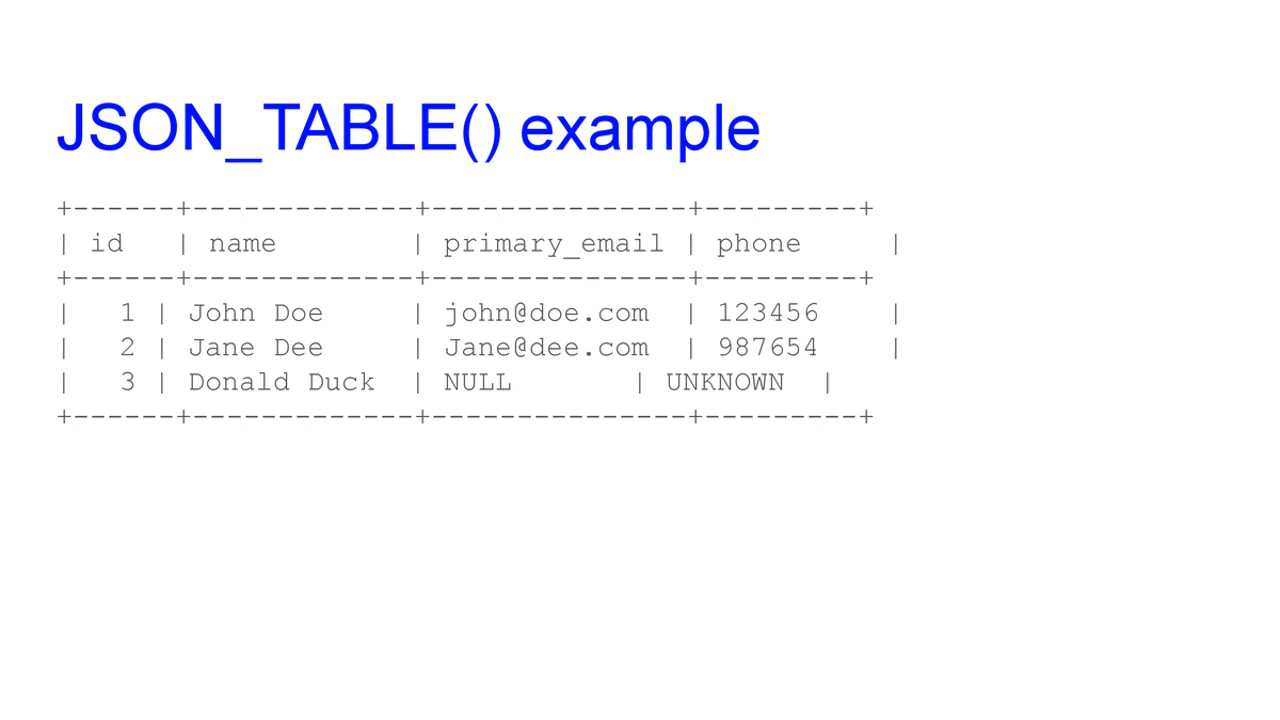 JSON_TABLE() example
+------+-------------+---------------+---------+
| id   | name        | primary_email | phone     |
+------+-------------+---------------+---------+
|   1 | John Doe     | john@doe.com  | 123456    |
|   2 | Jane Dee     | Jane@dee.com  | 987654    |
|   3 | Donald Duck  | NULL       | UNKNOWN  |
+------+-------------+---------------+---------+